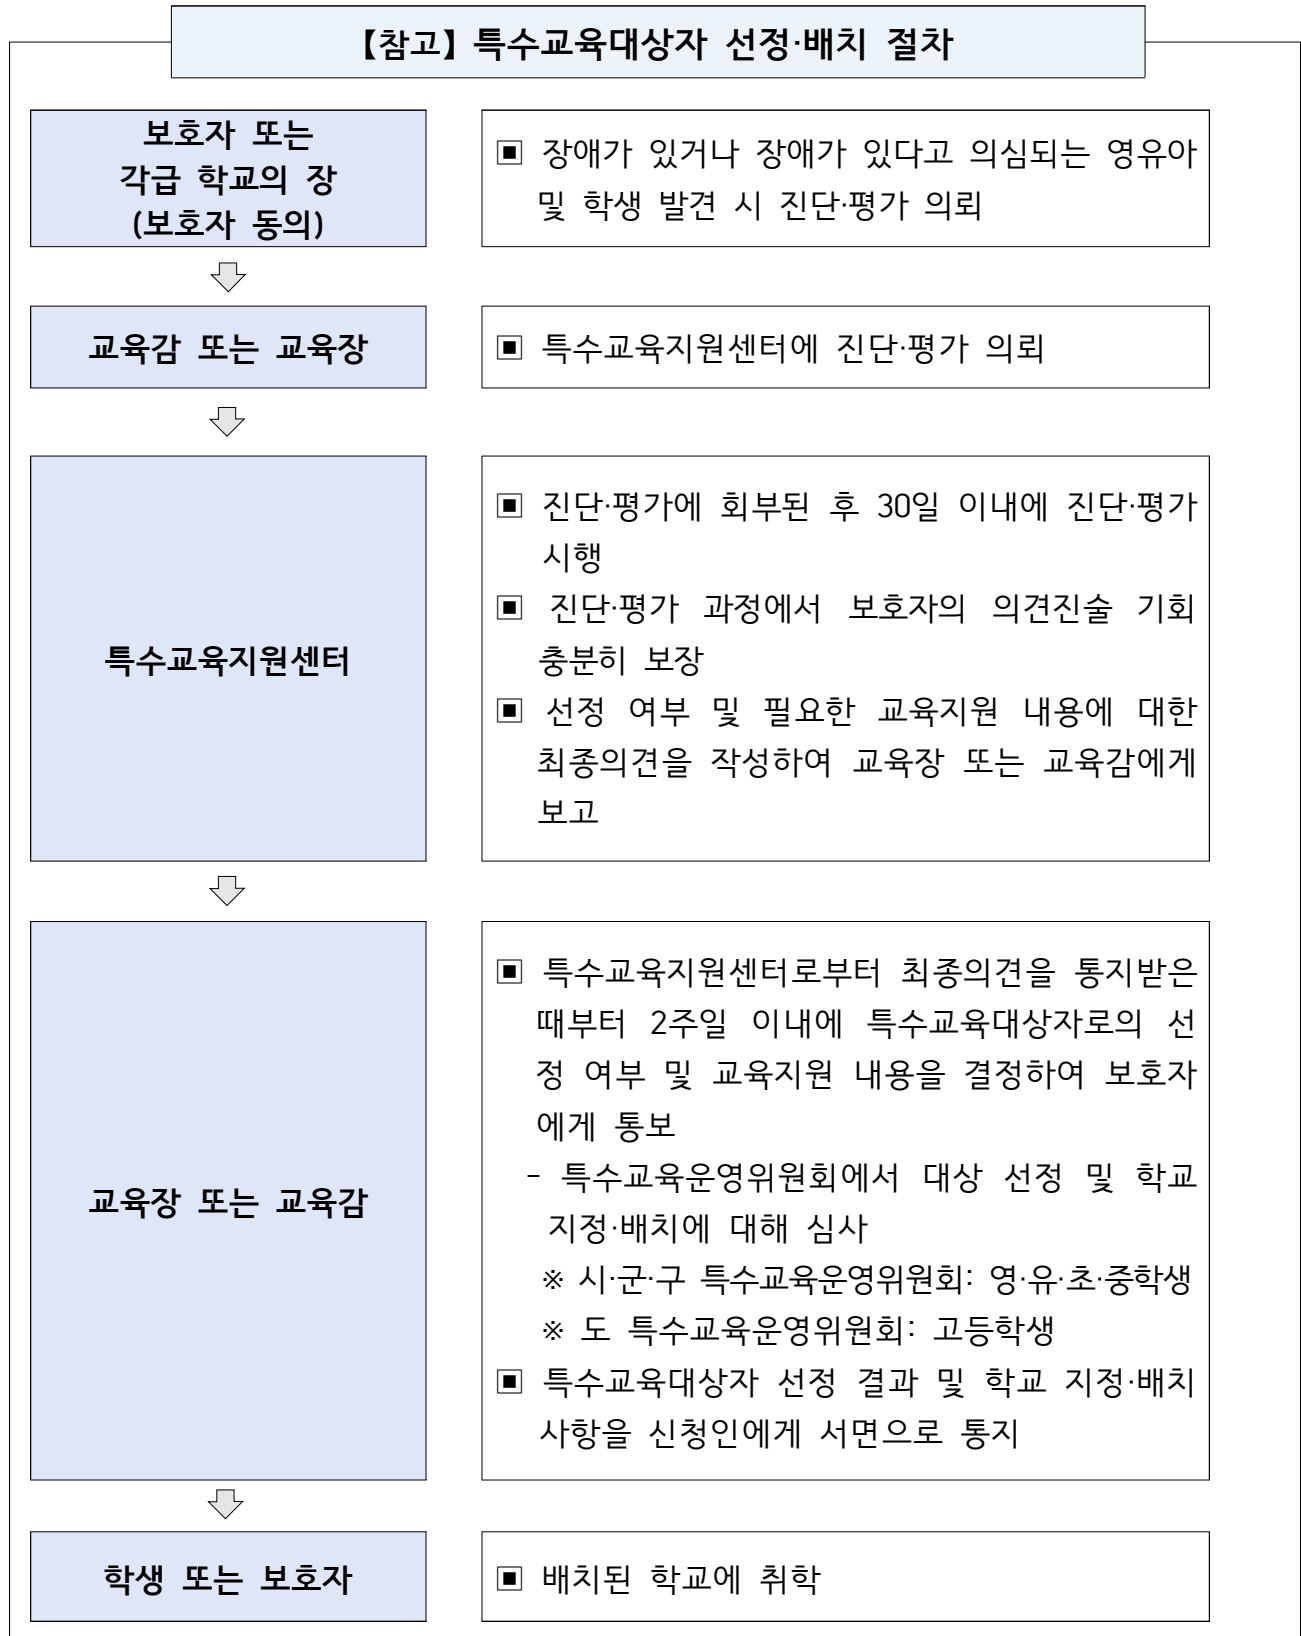 【참고】 특수교육대상자 선정·배치 절차
보호자 또는
각급 학교의 장
(보호자 동의)
▣ 장애가 있거나 장애가 있다고 의심되는 영유아
및 학생 발견 시 진단·평가 의뢰
교육감 또는 교육장
▣ 특수교육지원센터에 진단·평가 의뢰
특수교육지원센터
▣ 진단·평가에 회부된 후 30일 이내에 진단·평가
시행
▣ 진단·평가 과정에서 보호자의 의견진술 기회
충분히 보장
▣ 선정 여부 및 필요한 교육지원 내용에 대한
최종의견을 작성하여 교육장 또는 교육감에게
보고
교육장 또는 교육감
▣ 특수교육지원센터로부터 최종의견을 통지받은
때부터 2주일 이내에 특수교육대상자로의 선
정 여부 및 교육지원 내용을 결정하여 보호자
에게 통보
- 특수교육운영위원회에서 대상 선정 및 학교
지정·배치에 대해 심사
※ 시·군·구 특수교육운영위원회: 영·유·초·중학생
※ 도 특수교육운영위원회: 고등학생
▣ 특수교육대상자 선정 결과 및 학교 지정·배치
사항을 신청인에게 서면으로 통지
학생 또는 보호자
▣ 배치된 학교에 취학